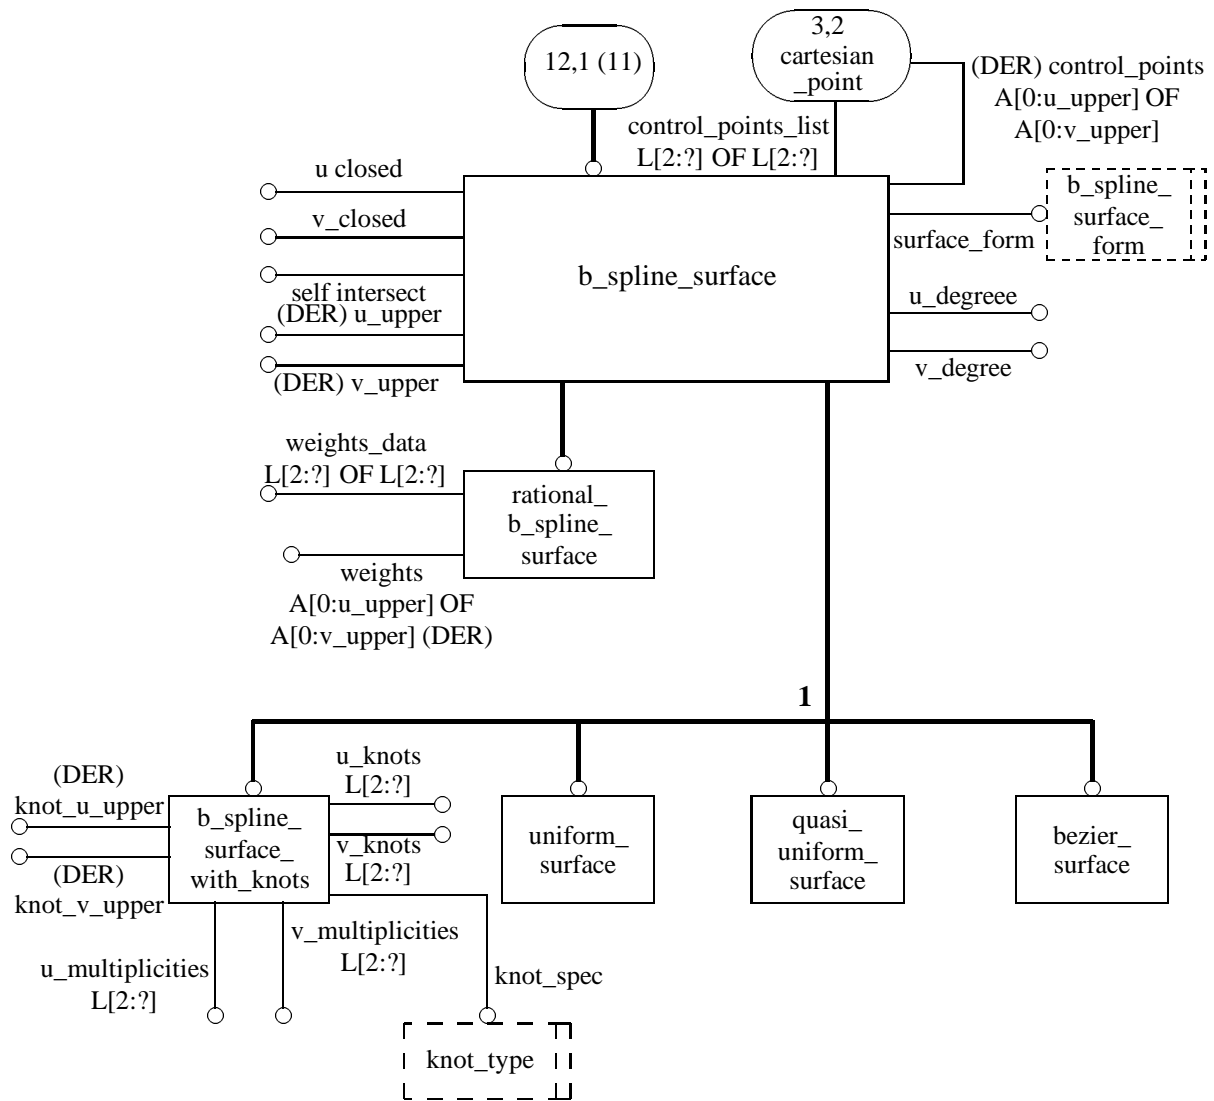 12,1 (11)
3,2
cartesian
_point
(DER) control_points
A[0:u_upper] OF
A[0:v_upper]
control_points_list
L[2:?] OF L[2:?]
u closed
v_closed
self intersect
(DER) u_upper
(DER) v_upper
b_spline_surface
surface_form
b_spline_
surface_
form
u_degreee
v_degree
weights_data
L[2:?] OF L[2:?]
rational_
b_spline_
surface
weights
A[0:u_upper] OF
A[0:v_upper] (DER)
1
(DER)
knot_u_upper
(DER)
knot_v_upper
b_spline_
surface_
with_knots
u_knots
L[2:?]
v_knots
L[2:?]
u_multiplicities
L[2:?]
v_multiplicities
L[2:?]
knot_spec
knot_type
uniform_
surface
quasi_
uniform_
surface
bezier_
surface